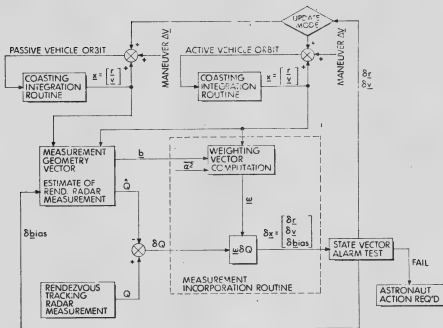 UPDATE
MODE
PASSIVE VEHICLE ORBIT
MANEUVER ΔV
ACTIVE VEHICLE ORBIT
MANEUVER ΔV
δr
δv
COASTING
INTEGRATION
ROUTINE
x = [r
v]
COASTING
INTEGRATION
ROUTINE
x = [r
v]
MEASUREMENT
GEOMETRY
VECTOR
b
WEIGHTING
VECTOR
COMPUTATION
ESTIMATE OF
REND. RADAR
MEASUREMENT
Q̂
δbias
δQ
δQ
δx = [δr
δv
δbias]
STATE VECTOR
ALARM TEST
FAIL
ASTRONAUT
ACTION REQ'D
MEASUREMENT
INCORPORATION ROUTINE
RENDEZVOUS
TRACKING
RADAR
MEASUREMENT
Q